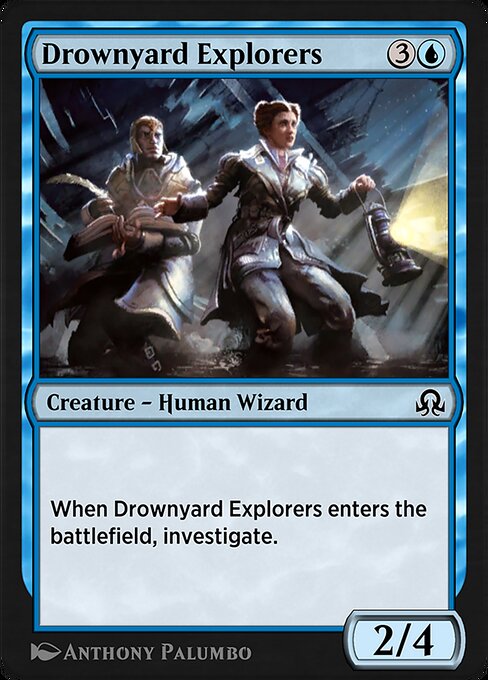 Drownyard Explorers 3
Creature – Human Wizard
When Drownyard Explorers enters the
battlefield, investigate.
2/4
Anthony Palumbo